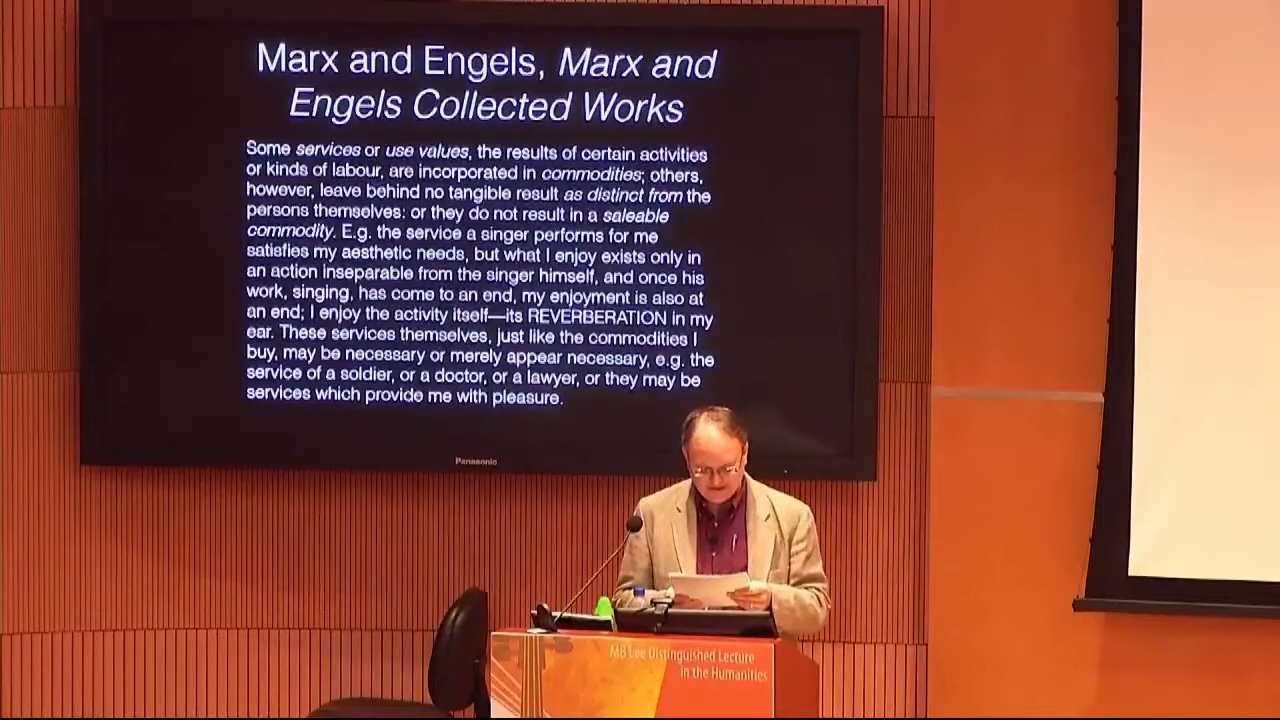 Marx and Engels, Marx and
Engels Collected Works
Some services or use values, the results of certain activities
or kinds of labour, are incorporated in commodities; others,
however, leave behind no tangible result as distinct from the
persons themselves: or they do not result in a saleable
commodity. E.g. the service a singer performs for me
satisfies my aesthetic needs, but what I enjoy exists only in
an action inseparable from the singer himself, and once his
work, singing, has come to an end, my enjoyment is also at
an end; I enjoy the activity itself—its REVERBERATION in my
ear. These services themselves, just like the commodities I
buy, may be necessary or merely appear necessary, e.g. the
service of a soldier, or a doctor, or a lawyer, or they may be
services which provide me with pleasure.
Panasonic
MB Lee Distinguished Lecture
in the Humanities